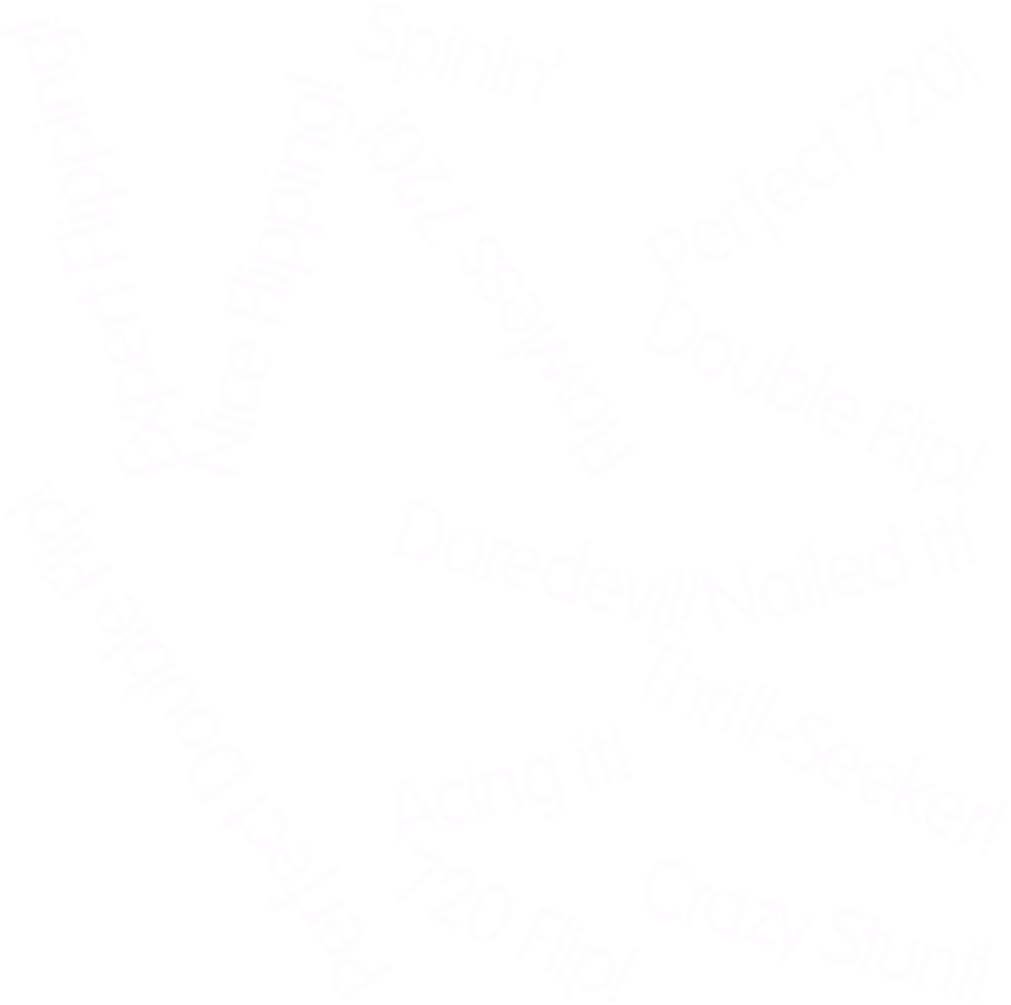 Spinin'
Expert Flipping!
Nice Flipping!
Flawless 720!
Perfect 720!
Double Flip!
Perfect Double Flip!
Daredevil!
Nailed it!
Thrill-Seeker!
Acing it!
720 Flip!
Crazy Stunt!